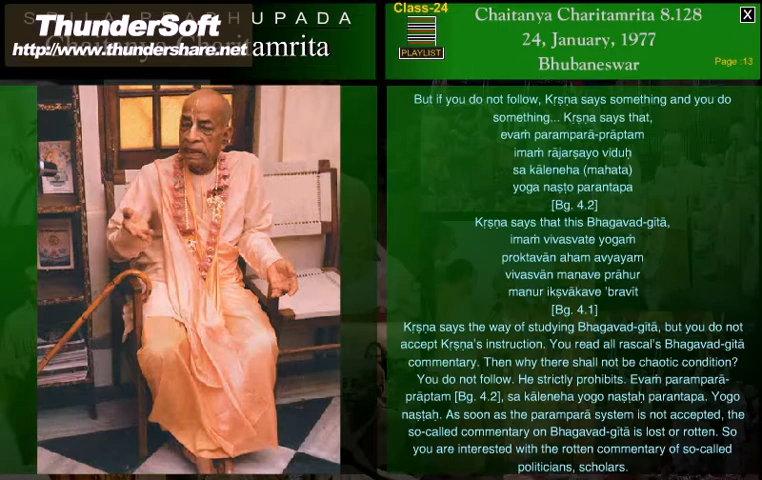 SRILA PRABHUPADA
Chaitanya Charitamrita
ThunderSoft
http://www.thundershare.net
Class-24
PLAYLIST
Chaitanya Charitamrita 8.128
24, January, 1977
Bhubaneswar
X
Page :13
But if you do not follow, Kṛṣṇa says something and you do
something... Kṛṣṇa says that,
evaṁ paramparā-prāptam
imaṁ rājarṣayo viduḥ
sa kāleneha (mahata)
yoga naṣṭo parantapa
[Bg. 4.2]
Kṛṣṇa says that this Bhagavad-gītā,
imaṁ vivasvate yogaṁ
proktavān aham avyayam
vivasvān manave prāhur
manur ikṣvākave 'bravīt
[Bg. 4.1]
Kṛṣṇa says the way of studying Bhagavad-gītā, but you do not
accept Kṛṣṇa's instruction. You read all rascal's Bhagavad-gītā
commentary. Then why there shall not be chaotic condition?
You do not follow. He strictly prohibits. Evaṁ paramparā-
prāptam [Bg. 4.2], sa kāleneha yogo naṣṭaḥ parantapa. Yogo
naṣṭaḥ. As soon as the paramparā system is not accepted, the
so-called commentary on Bhagavad-gītā is lost or rotten. So
you are interested with the rotten commentary of so-called
politicians, scholars.